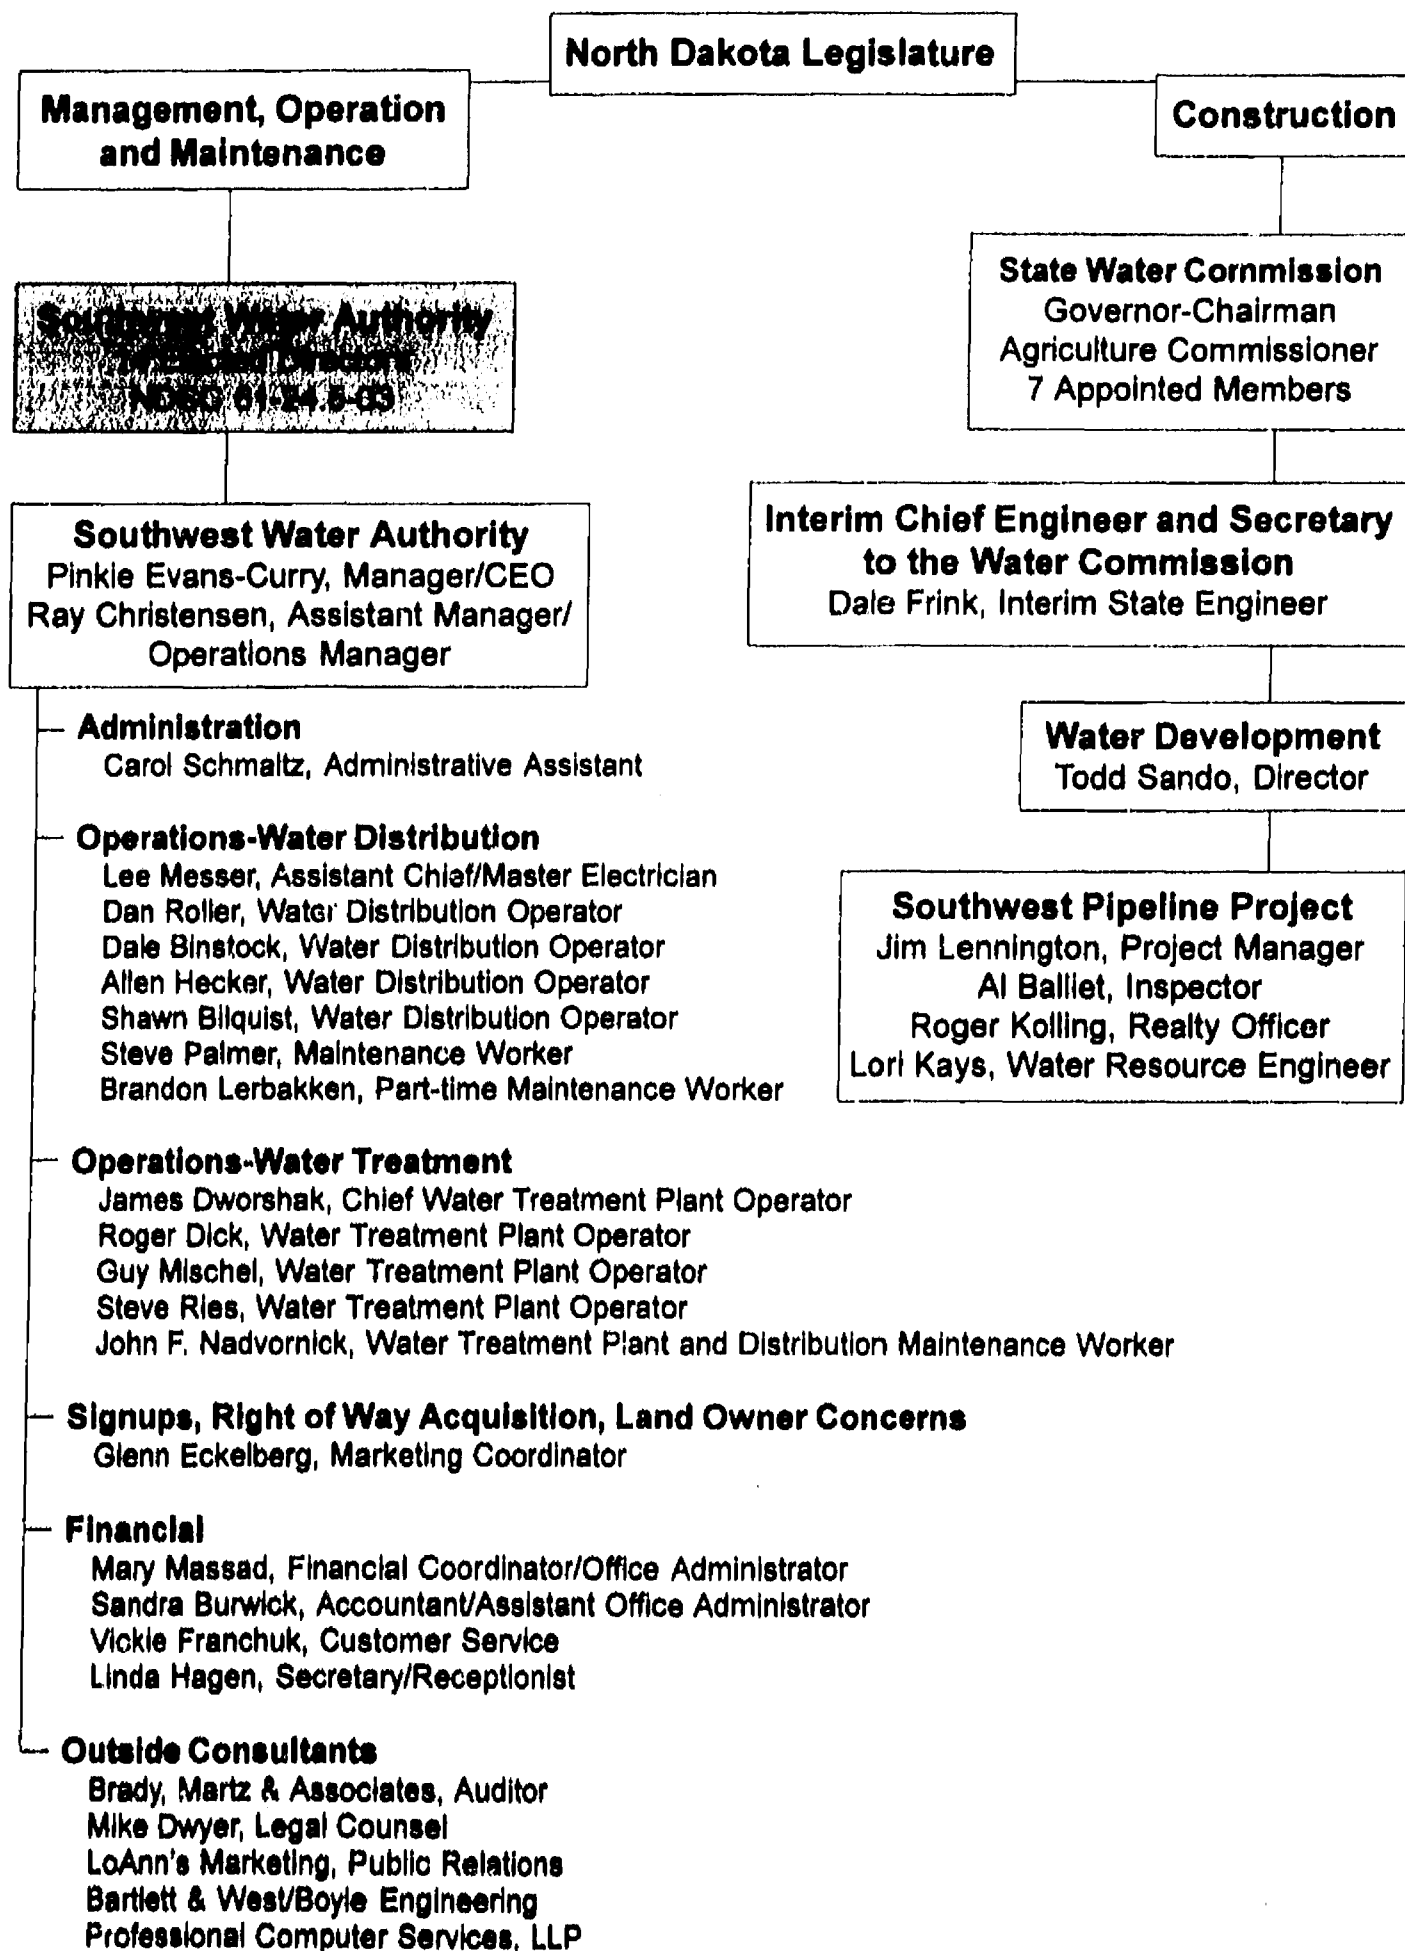 North Dakota Legislature
Management, Operation
and Maintenance
Southwest Water Authority
Elected Directors
Southwest Water Authority
Pinkie Evans-Curry, Manager/CEO
Ray Christensen, Assistant Manager/
Operations Manager
Administration
Carol Schmaltz, Administrative Assistant
Operations-Water Distribution
Lee Messer, Assistant Chief/Master Electrician
Dan Roller, Water Distribution Operator
Dale Binstock, Water Distribution Operator
Allen Hecker, Water Distribution Operator
Shawn Bilquist, Water Distribution Operator
Steve Palmer, Maintenance Worker
Brandon Lerbakken, Part-time Maintenance Worker
Operations-Water Treatment
James Dworshak, Chief Water Treatment Plant Operator
Roger Dick, Water Treatment Plant Operator
Guy Mischel, Water Treatment Plant Operator
Steve Ries, Water Treatment Plant Operator
John F. Nadvornick, Water Treatment Plant and Distribution Maintenance Worker
Signups, Right of Way Acquisition, Land Owner Concerns
Glenn Eckelberg, Marketing Coordinator
Financial
Mary Massad, Financial Coordinator/Office Administrator
Sandra Burwick, Accountant/Assistant Office Administrator
Vickie Franchuk, Customer Service
Linda Hagen, Secretary/Receptionist
Outside Consultants
Brady, Martz & Associates, Auditor
Mike Dwyer, Legal Counsel
LoAnn's Marketing, Public Relations
Bartlett & West/Boyle Engineering
Professional Computer Services, LLP
Construction
State Water Commission
Governor-Chairman
Agriculture Commissioner
7 Appointed Members
Interim Chief Engineer and Secretary
to the Water Commission
Dale Frink, Interim State Engineer
Water Development
Todd Sando, Director
Southwest Pipeline Project
Jim Lennington, Project Manager
Al Balliet, Inspector
Roger Kolling, Realty Officer
Lori Kays, Water Resource Engineer